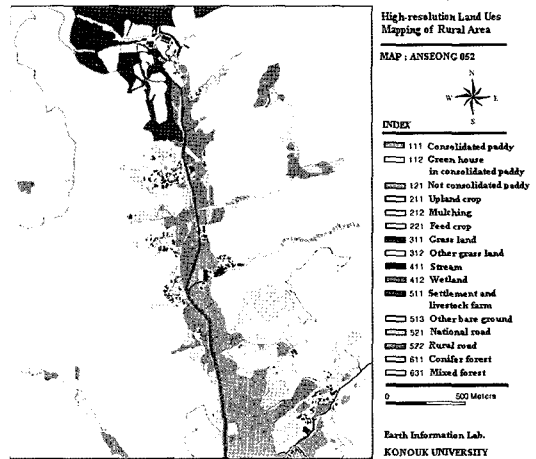 High-resolution Land Ues
Mapping of Rural Area
MAP : ANSEONG 052
N
W E
S
INDEX
111 Consolidated paddy
112 Green house
in consolidated paddy
121 Not consolidated paddy
211 Upland crop
212 Mulching
221 Feed crop
311 Grass land
312 Other grass land
411 Stream
412 Wetland
511 Settlement and
livestock farm
513 Other bare ground
521 National road
522 Rural road
611 Conifer forest
631 Mixed forest
0 500 Meters
Earth Information Lab.
KONOUK UNIVERSITY